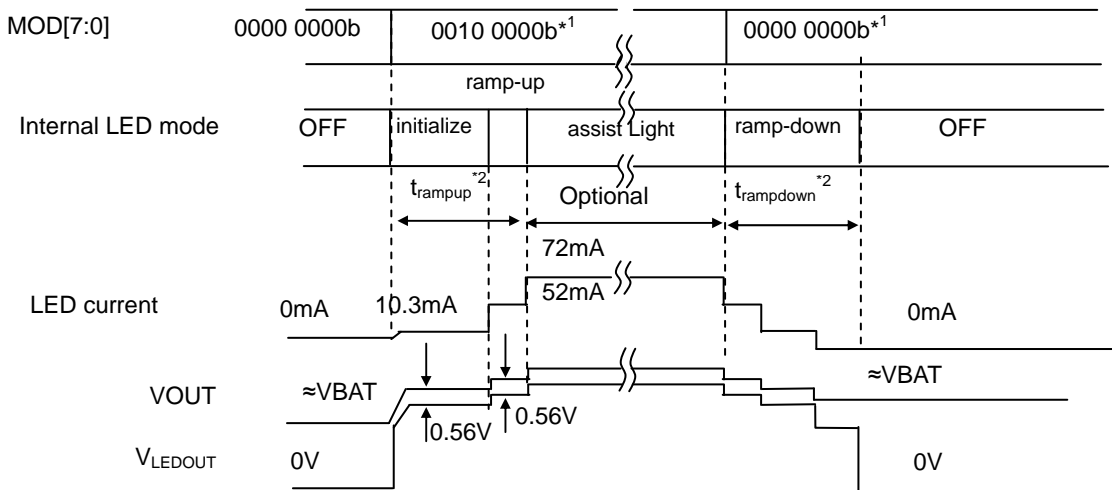 MOD[7:0] 0000 0000b 0010 0000b*1 0000 0000b*1
ramp-up
Internal LED mode OFF initialize assist Light ramp-down OFF
trampup*2 Optional trampdown*2
72mA
LED current 0mA 10.3mA 52mA 0mA
VOUT ≈VBAT ≈VBAT
0.56V 0.56V
VLEDOUT 0V 0V